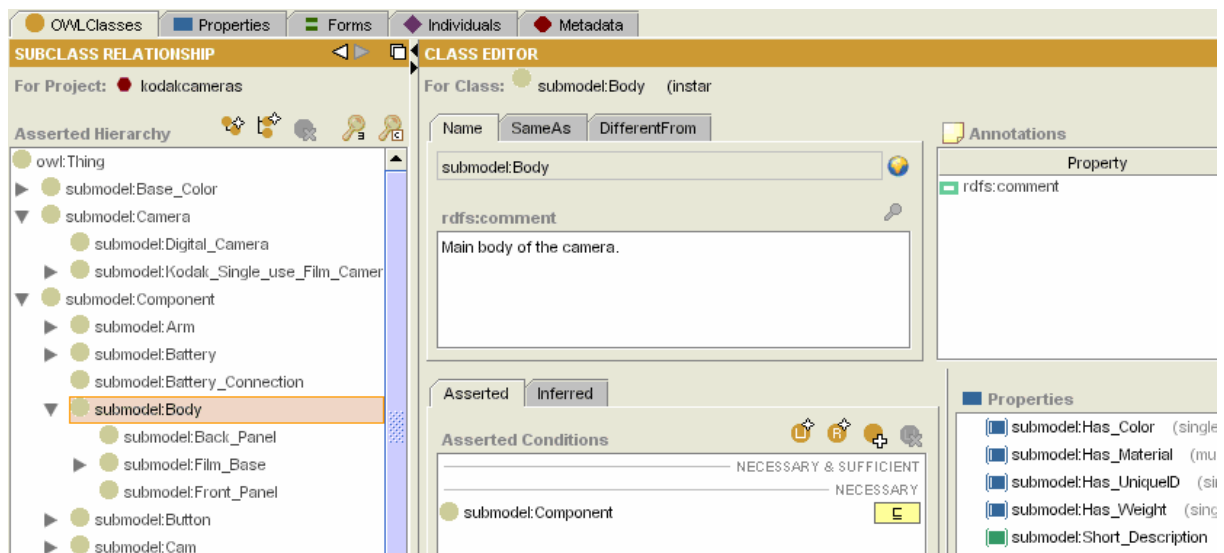 OWLClasses Properties Forms Individuals Metadata
SUBCLASS RELATIONSHIP
For Project: kodakcameras
Asserted Hierarchy
owl:Thing
submodel:Base_Color
submodel:Camera
submodel:Digital_Camera
submodel:Kodak_Single_use_Film_Camer
submodel:Component
submodel:Arm
submodel:Battery
submodel:Battery_Connection
submodel:Body
submodel:Back_Panel
submodel:Film_Base
submodel:Front_Panel
submodel:Button
submodel:Cam
CLASS EDITOR
For Class: submodel:Body (instar
Name SameAs DifferentFrom
submodel:Body
rdfs:comment
Main body of the camera.
Annotations
Property
rdfs:comment
Asserted Inferred
Asserted Conditions
NECESSARY & SUFFICIENT
NECESSARY
submodel:Component ⊑
Properties
submodel:Has_Color (single
submodel:Has_Material (mu
submodel:Has_UniqueID (si
submodel:Has_Weight (sing
submodel:Short_Description